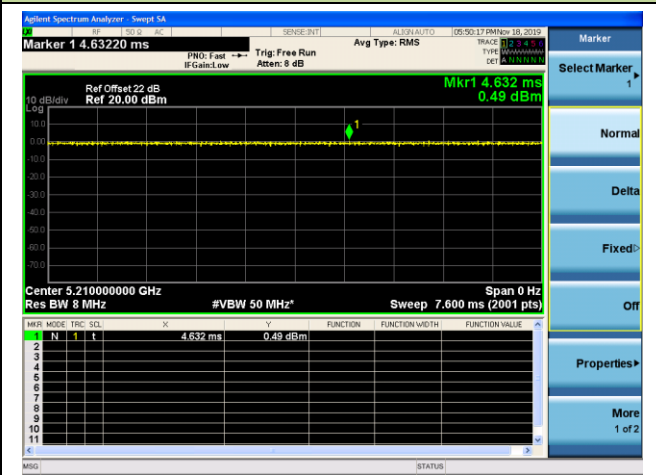 Agilent Spectrum Analyzer - Swept SA
RF 50 Ω AC SENSE:INT ALIGN AUTO 05:50:17 PM Nov 18, 2019
Marker 1 4.63220 ms
PNO: Fast
IFGain:Low
Trig: Free Run
Atten: 8 dB
Avg Type: RMS
TRACE 1 2 3 4 5 6
TYPE
DET A N N N N N
Ref Offset 22 dB
Mkr1 4.632 ms
10 dB/div Ref 20.00 dBm
0.49 dBm
Log
10.0
1
0.00
-10.0
-20.0
-30.0
-40.0
-50.0
-60.0
-70.0
Center 5.210000000 GHz
Span 0 Hz
Res BW 8 MHz
#VBW 50 MHz*
Sweep 7.600 ms (2001 pts)
MKR MODE TRC SCL X Y FUNCTION FUNCTION WIDTH FUNCTION VALUE
1 N 1 t 4.632 ms 0.49 dBm
2
3
4
5
6
7
8
9
10
11
MSG
STATUS
Marker
Select Marker
1
Normal
Delta
Fixed
Off
Properties
More
1 of 2